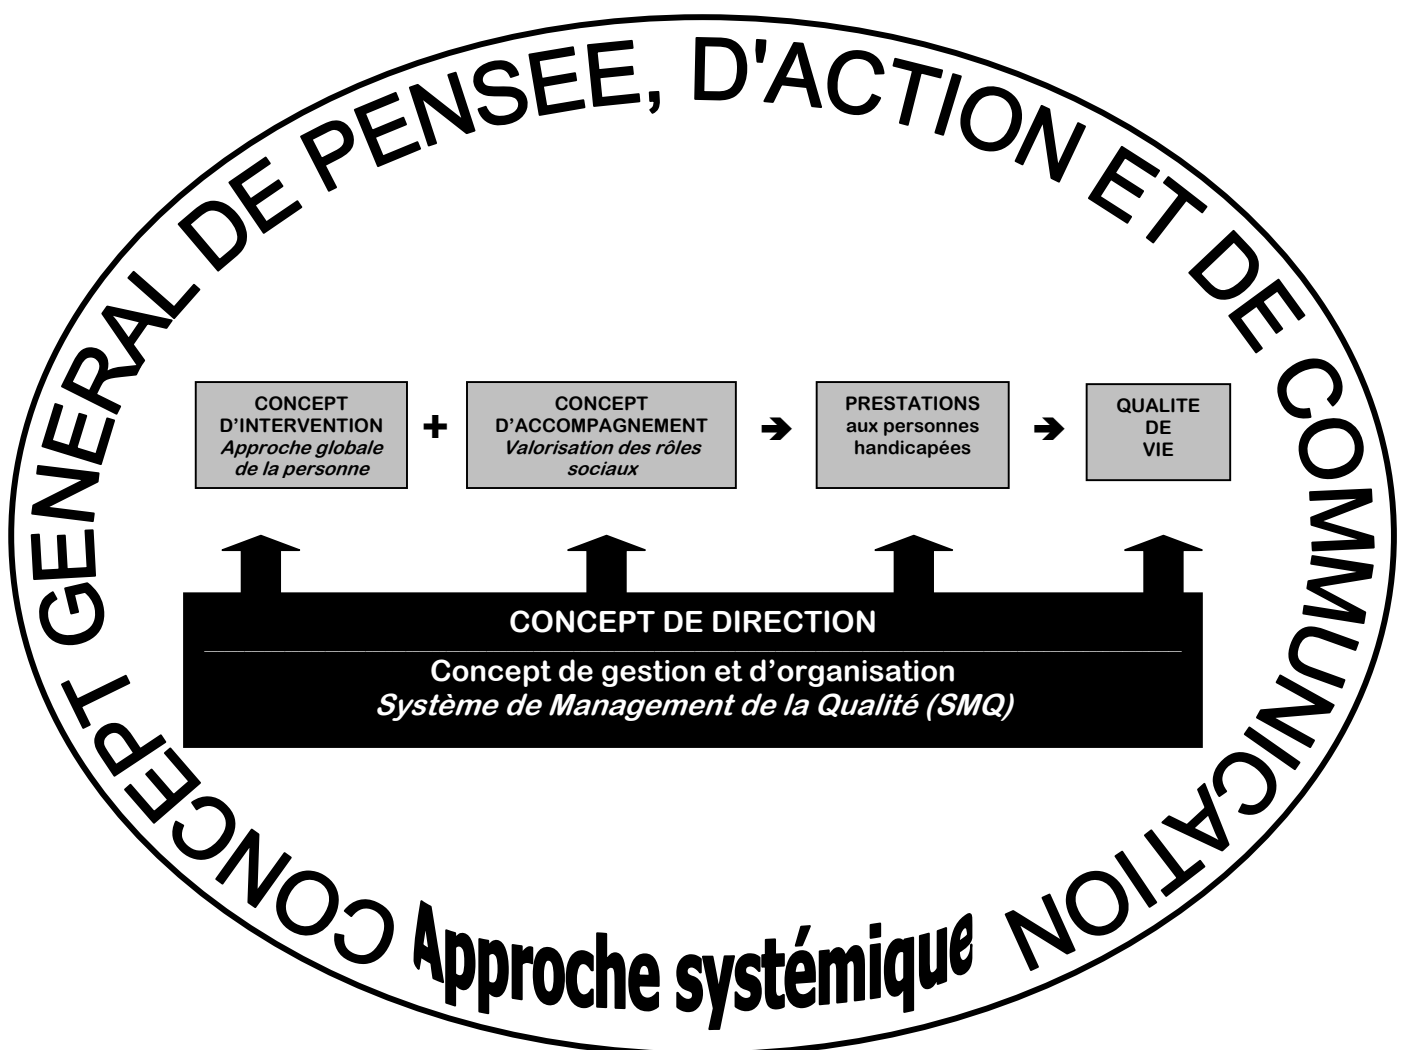 CONCEPT GENERAL DE PENSEE, D'ACTION ET DE COMMUNICATION
CONCEPT
D’INTERVENTION
Approche globale
de la personne
+
CONCEPT
D’ACCOMPAGNEMENT
Valorisation des rôles
sociaux
PRESTATIONS
aux personnes
handicapées
QUALITE
DE
VIE
CONCEPT DE DIRECTION
Concept de gestion et d’organisation
Système de Management de la Qualité (SMQ)
Approche systémique